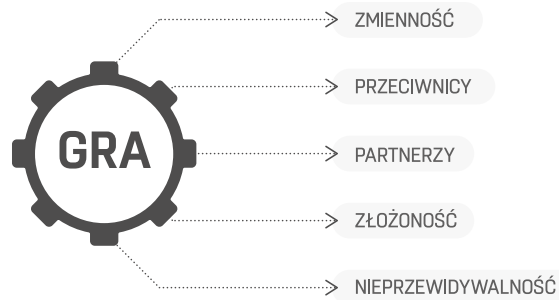 GRA
ZMIENNOŚĆ
PRZECIWNICY
PARTNERZY
ZŁOŻONOŚĆ
NIEPRZEWIDYWALNOŚĆ